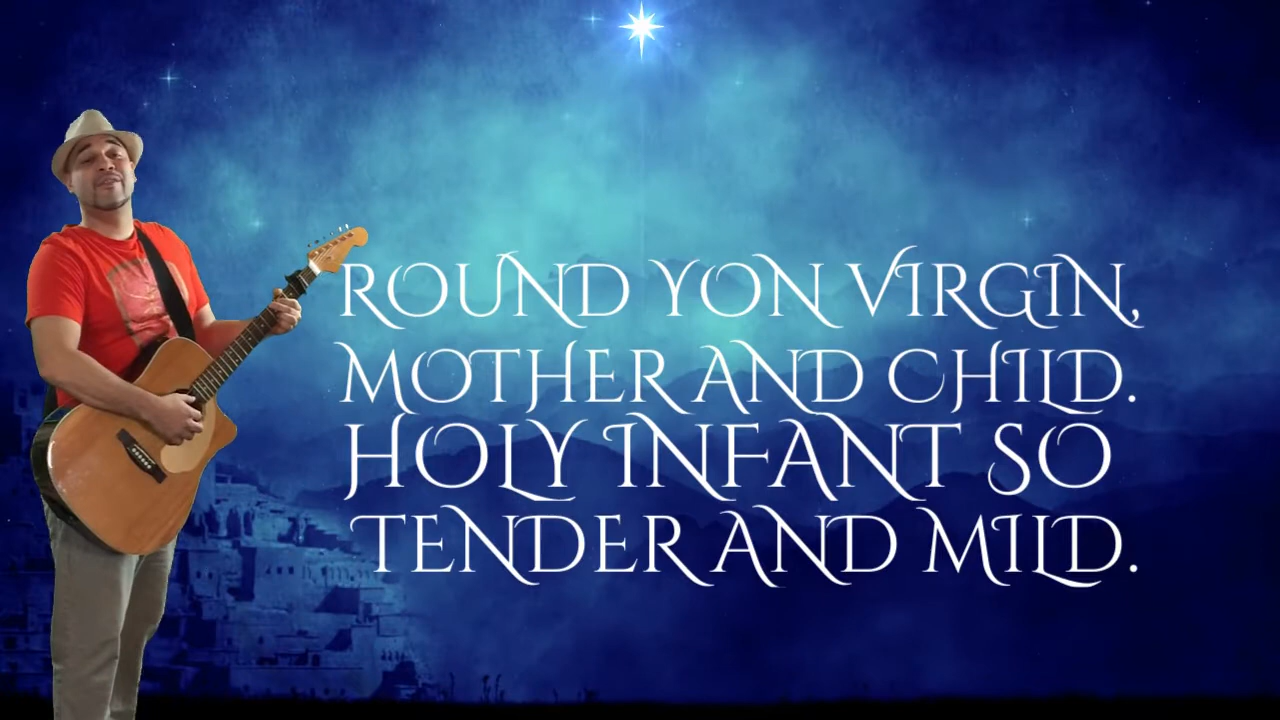 ROUND YON VIRGIN,
MOTHER AND CHILD.
HOLY INFANT SO
TENDER AND MILD.